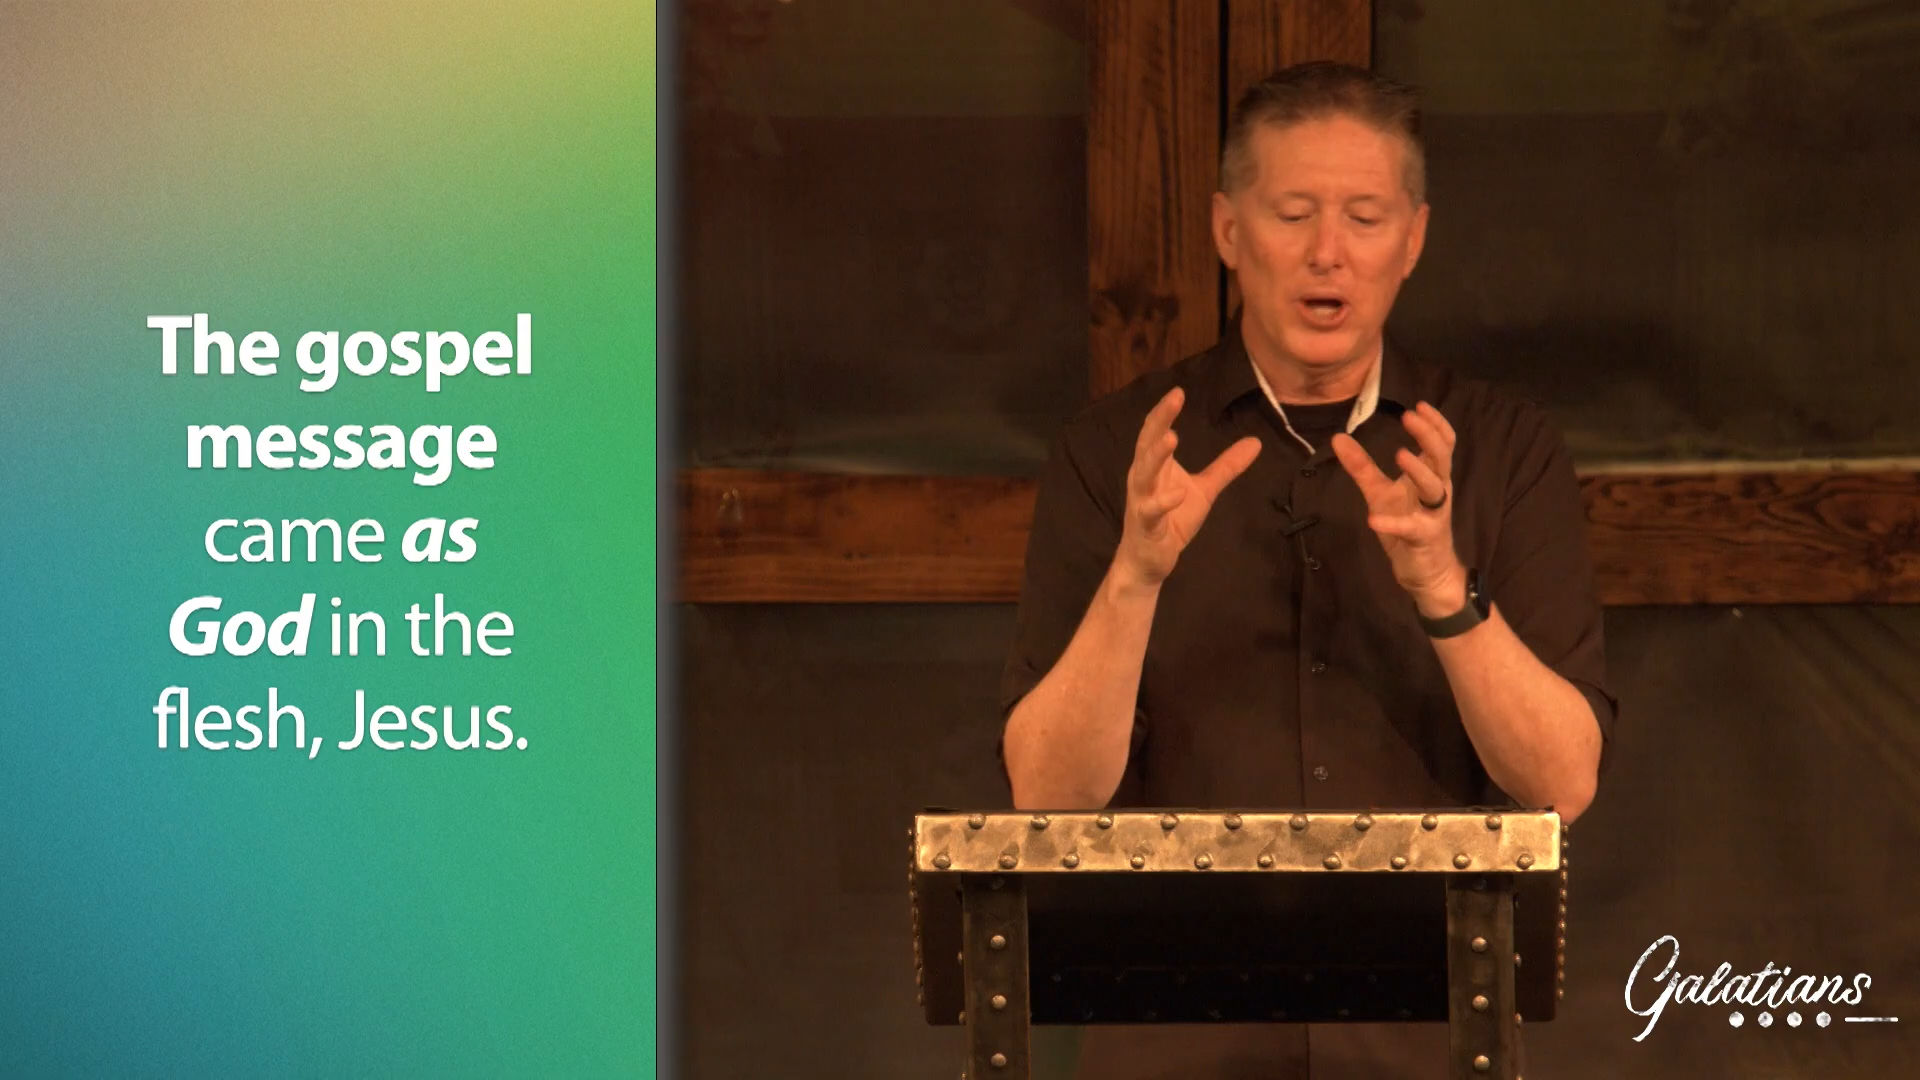 The gospel
message
came as
God in the
flesh, Jesus.
Galatians